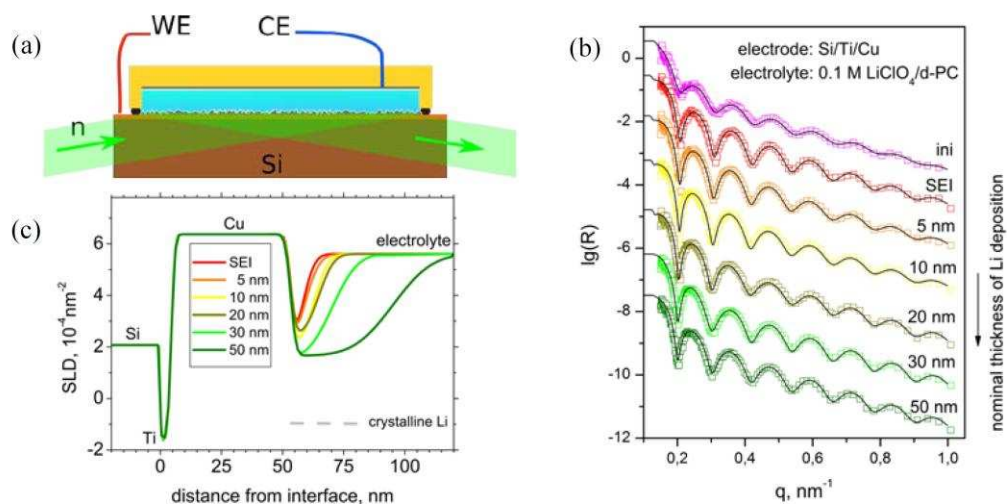 (a)
WE
CE
n
Si
(b)
electrode: Si/Ti/Cu
electrolyte: 0.1 M LiClO₄/d-PC
ini
SEI
5 nm
10 nm
20 nm
30 nm
50 nm
nominal thickness of Li deposition
lg(R)
0
-2
-4
-6
-8
-10
-12
0,2
0,4
0,6
0,8
1,0
q, nm⁻¹
(c)
Cu
electrolyte
SEI
5 nm
10 nm
20 nm
30 nm
50 nm
Si
Ti
crystalline Li
SLD, 10⁻⁴nm⁻²
6
4
2
0
-2
0
25
50
75
100
distance from interface, nm